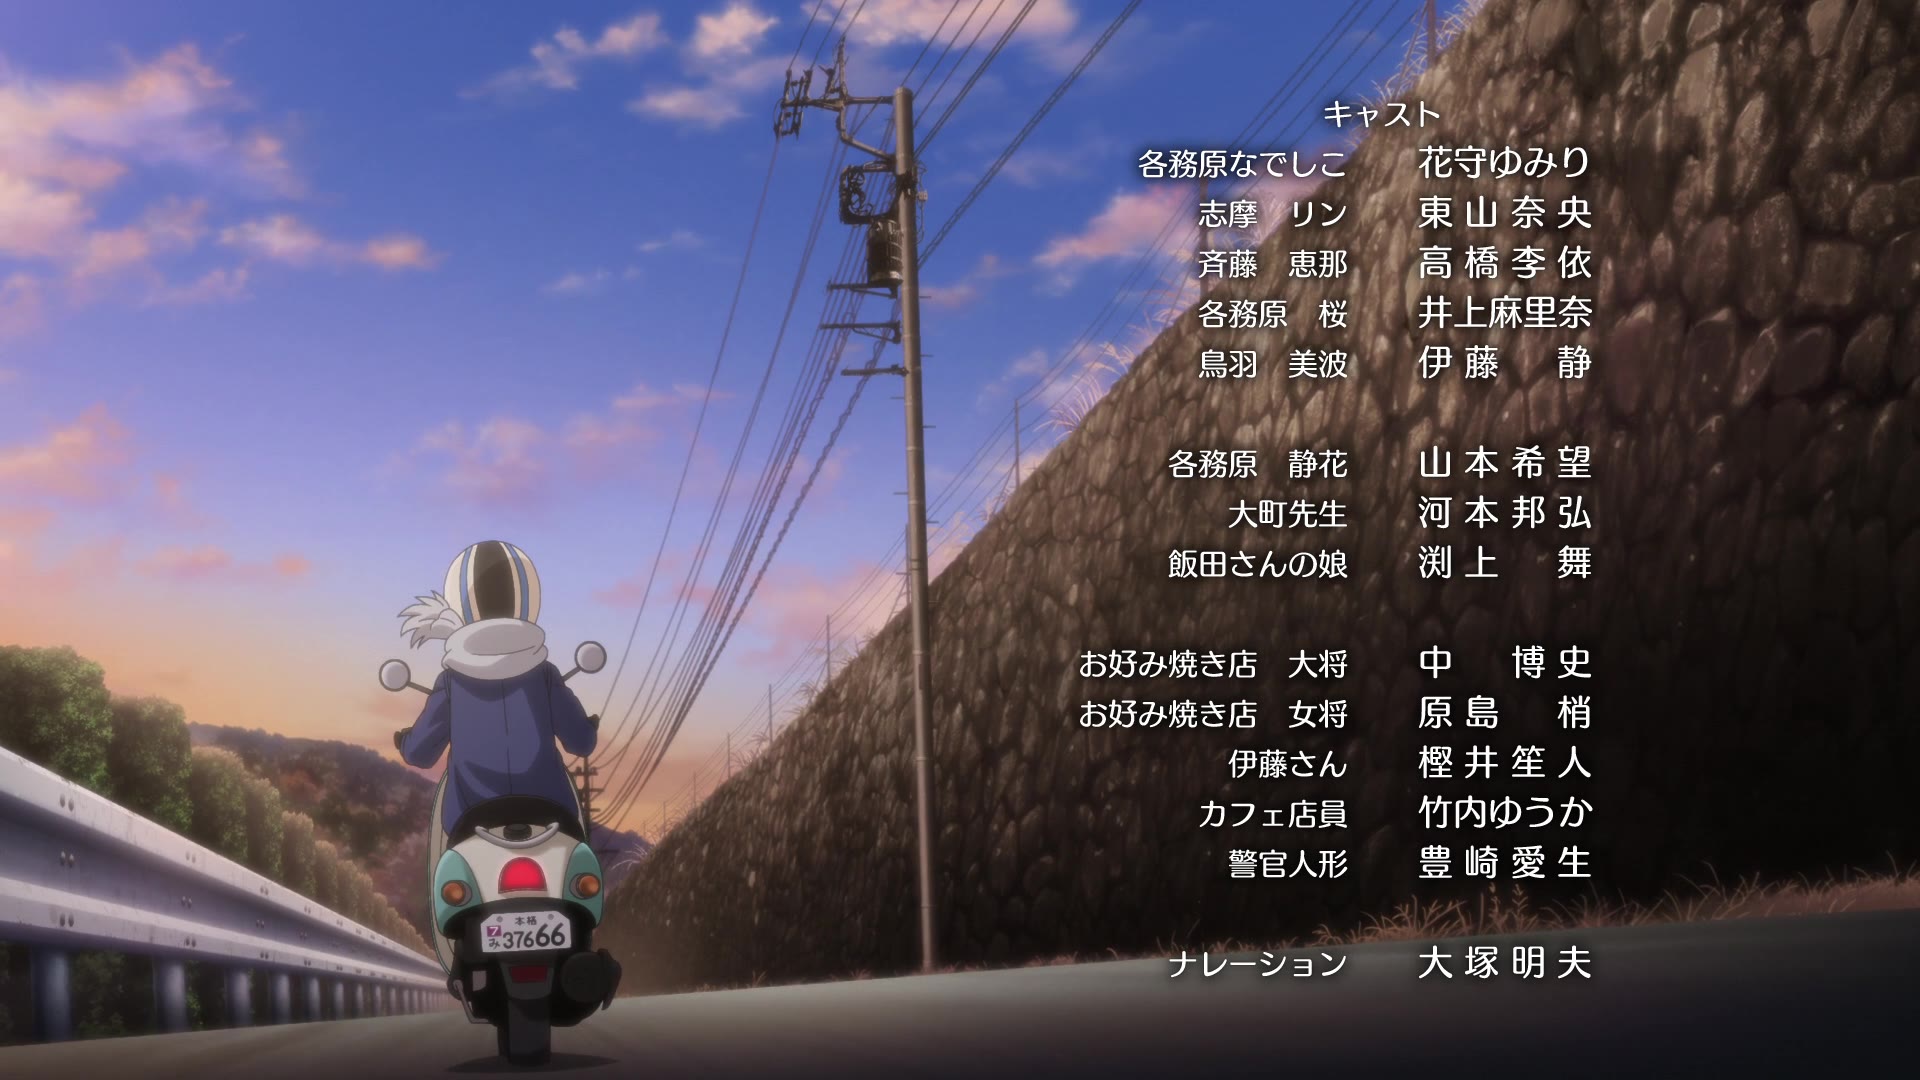 キャスト
各務原なでしこ 花守ゆみり
志摩 リン 東山奈央
斉藤 恵那 高橋李依
各務原 桜 井上麻里奈
鳥羽 美波 伊藤 静
各務原 静花 山本希望
大町先生 河本邦弘
飯田さんの娘 渕上 舞
お好み焼き店 大将 中 博史
お好み焼き店 女将 原島 梢
伊藤さん 樫井笙人
カフェ店員 竹内ゆうか
警官人形 豊崎愛生
ナレーション 大塚明夫
本栖
ア
み 37666